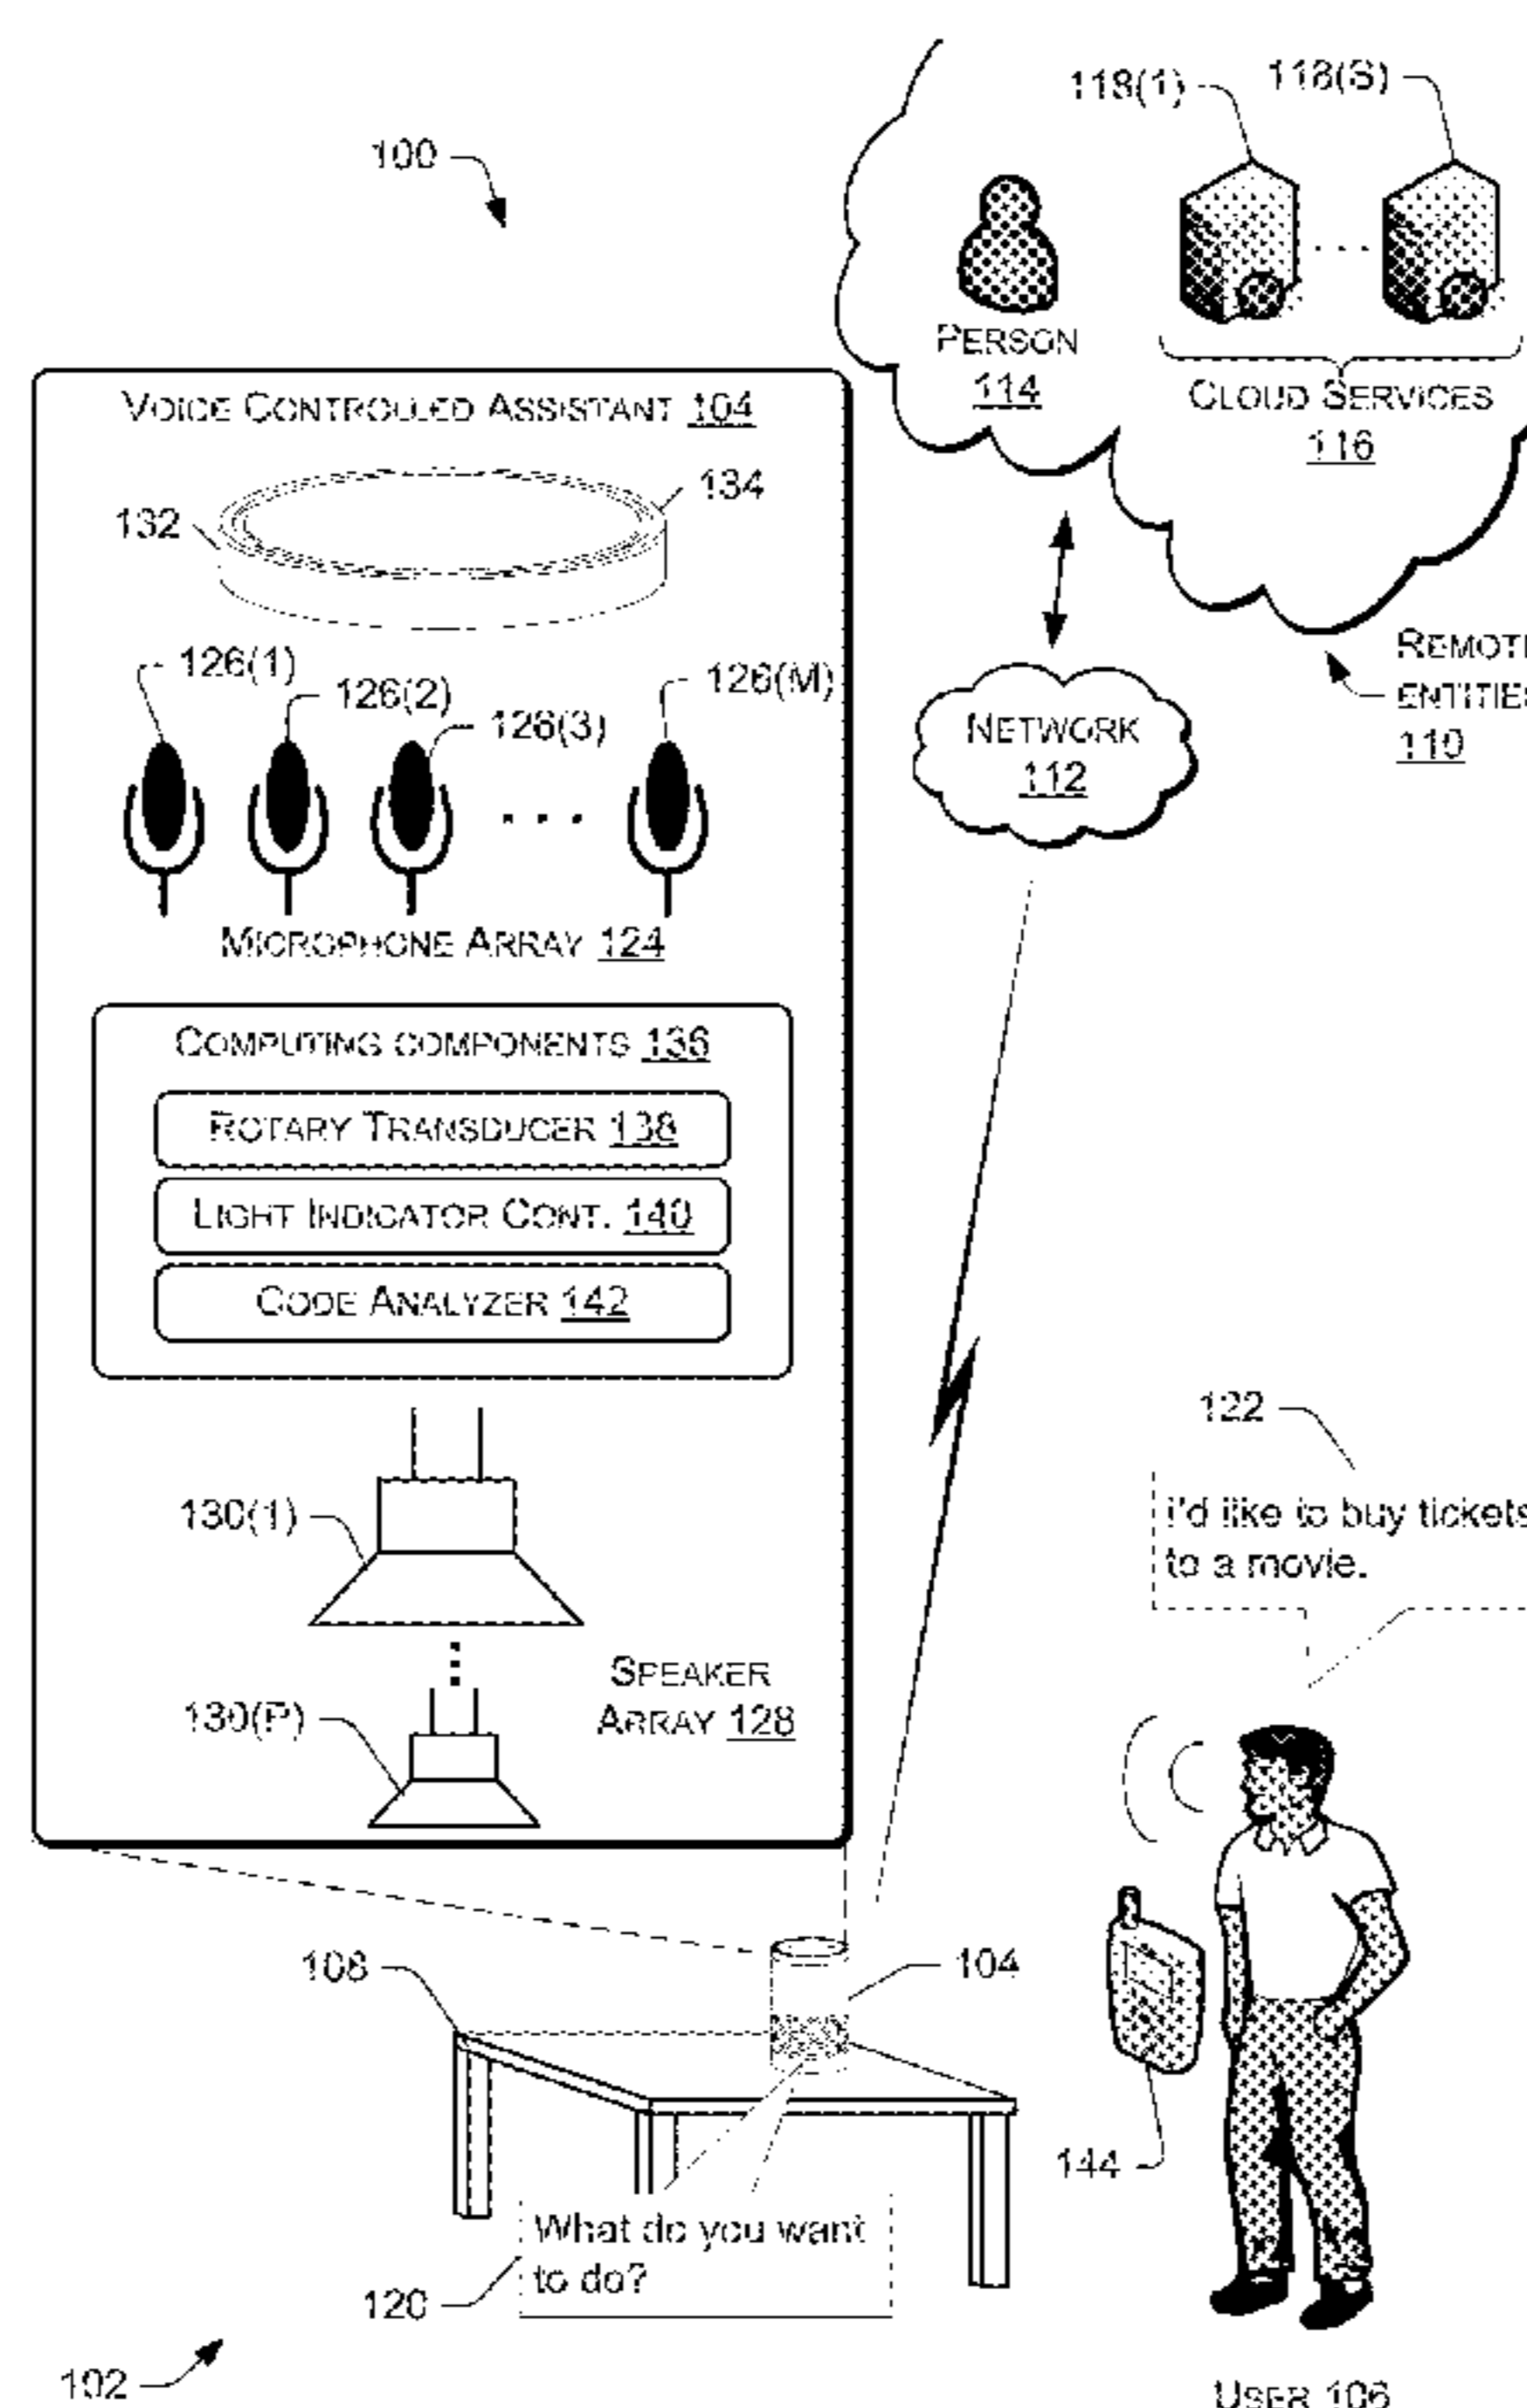 118(1)
118(S)
100
PERSON
114
CLOUD SERVICES
116
VOICE CONTROLLED ASSISTANT 104
134
132
126(1)
126(2)
126(3)
126(M)
REMOTE
ENTITIES
110
NETWORK
112
MICROPHONE ARRAY 124
COMPUTING COMPONENTS 136
ROTARY TRANSDUCER 138
LIGHT INDICATOR CONT. 140
CODE ANALYZER 142
122
I'd like to buy tickets
to a movie.
130(1)
SPEAKER
ARRAY 128
130(P)
108
104
144
What do you want
to do?
120
102
USER 106